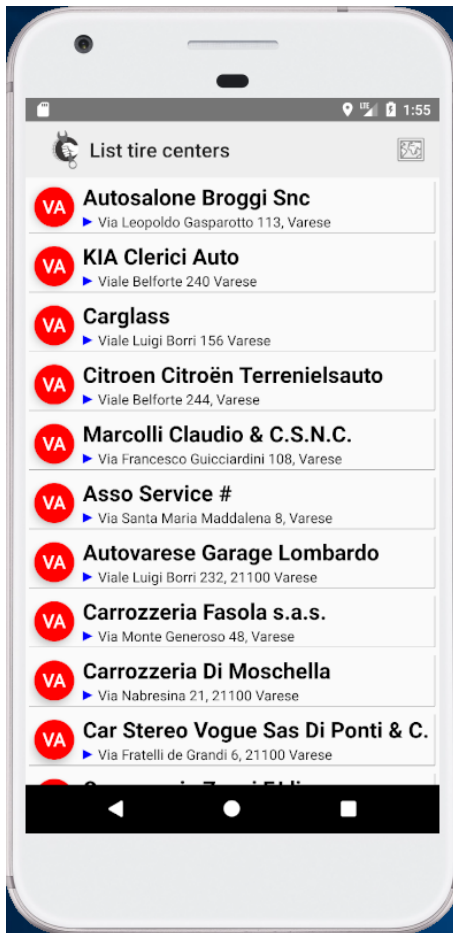 LTE 1:55
List tire centers
VA Autosalone Broggi Snc
Via Leopoldo Gasparotto 113, Varese
VA KIA Clerici Auto
Viale Belforte 240 Varese
VA Carglass
Viale Luigi Borri 156 Varese
VA Citroen Citroën Terrenielsauto
Viale Belforte 244, Varese
VA Marcolli Claudio & C.S.N.C.
Via Francesco Guicciardini 108, Varese
VA Asso Service #
Via Santa Maria Maddalena 8, Varese
VA Autovarese Garage Lombardo
Viale Luigi Borri 232, 21100 Varese
VA Carrozzeria Fasola s.a.s.
Via Monte Generoso 48, Varese
VA Carrozzeria Di Moschella
Via Nabresina 21, 21100 Varese
VA Car Stereo Vogue Sas Di Ponti & C.
Via Fratelli de Grandi 6, 21100 Varese